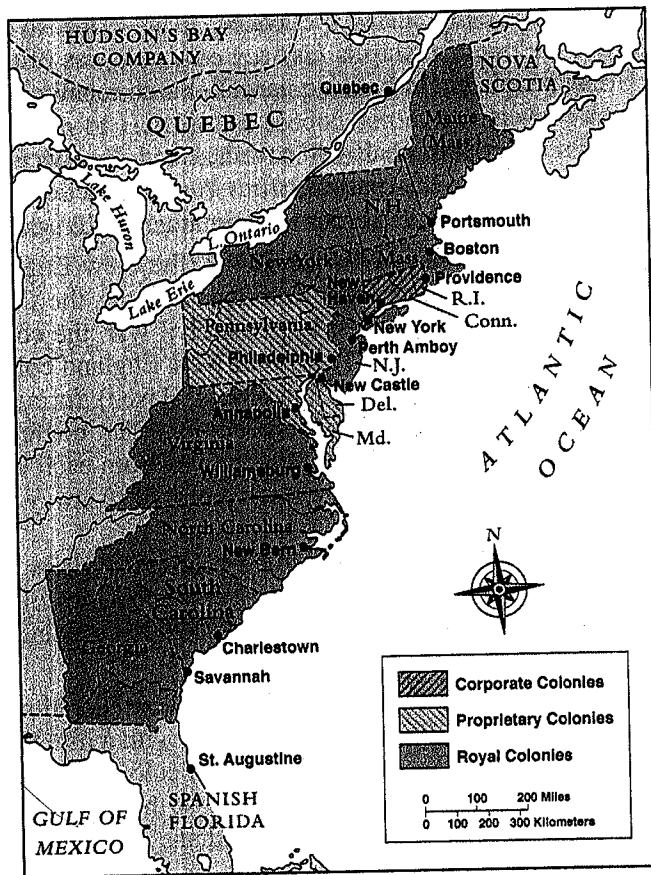 HUDSON'S BAY
COMPANY
NOVA
SCOTIA
Quebec
QUEBEC
Maine
Mass.
Lake Huron
L. Ontario
N.H.
Portsmouth
Boston
New York
Mass.
Lake Erie
New
Haven
Providence
R.I.
Conn.
Pennsylvania
New York
Perth Amboy
Philadelphia
N.J.
New Castle
Del.
Annapolis
Md.
Virginia
Williamsburg
ATLANTIC
OCEAN
North Carolina
New Bern
N
South
Carolina
Georgia
Charlestown
Savannah
Corporate Colonies
Proprietary Colonies
Royal Colonies
St. Augustine
SPANISH
FLORIDA
GULF OF
MEXICO
0 100 200 Miles
0 100 200 300 Kilometers